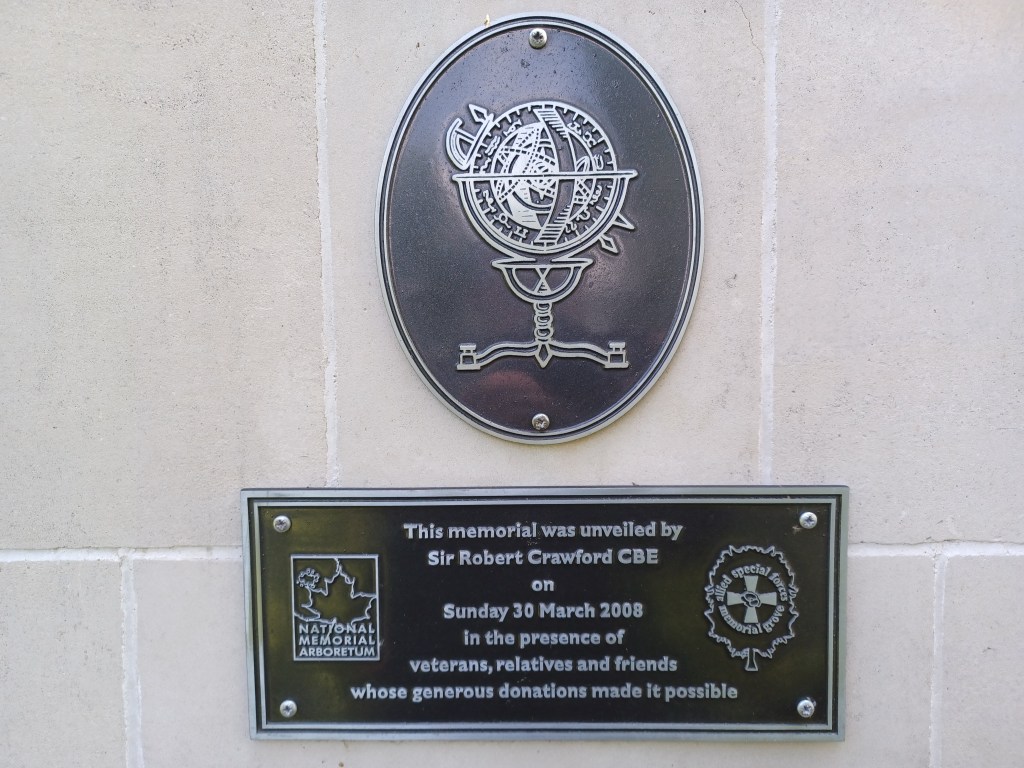 This memorial was unveiled by
Sir Robert Crawford CBE
on
Sunday 30 March 2008
in the presence of
veterans, relatives and friends
whose generous donations made it possible
NATIONAL
MEMORIAL
ARBORETUM
allied special forces
memorial grove